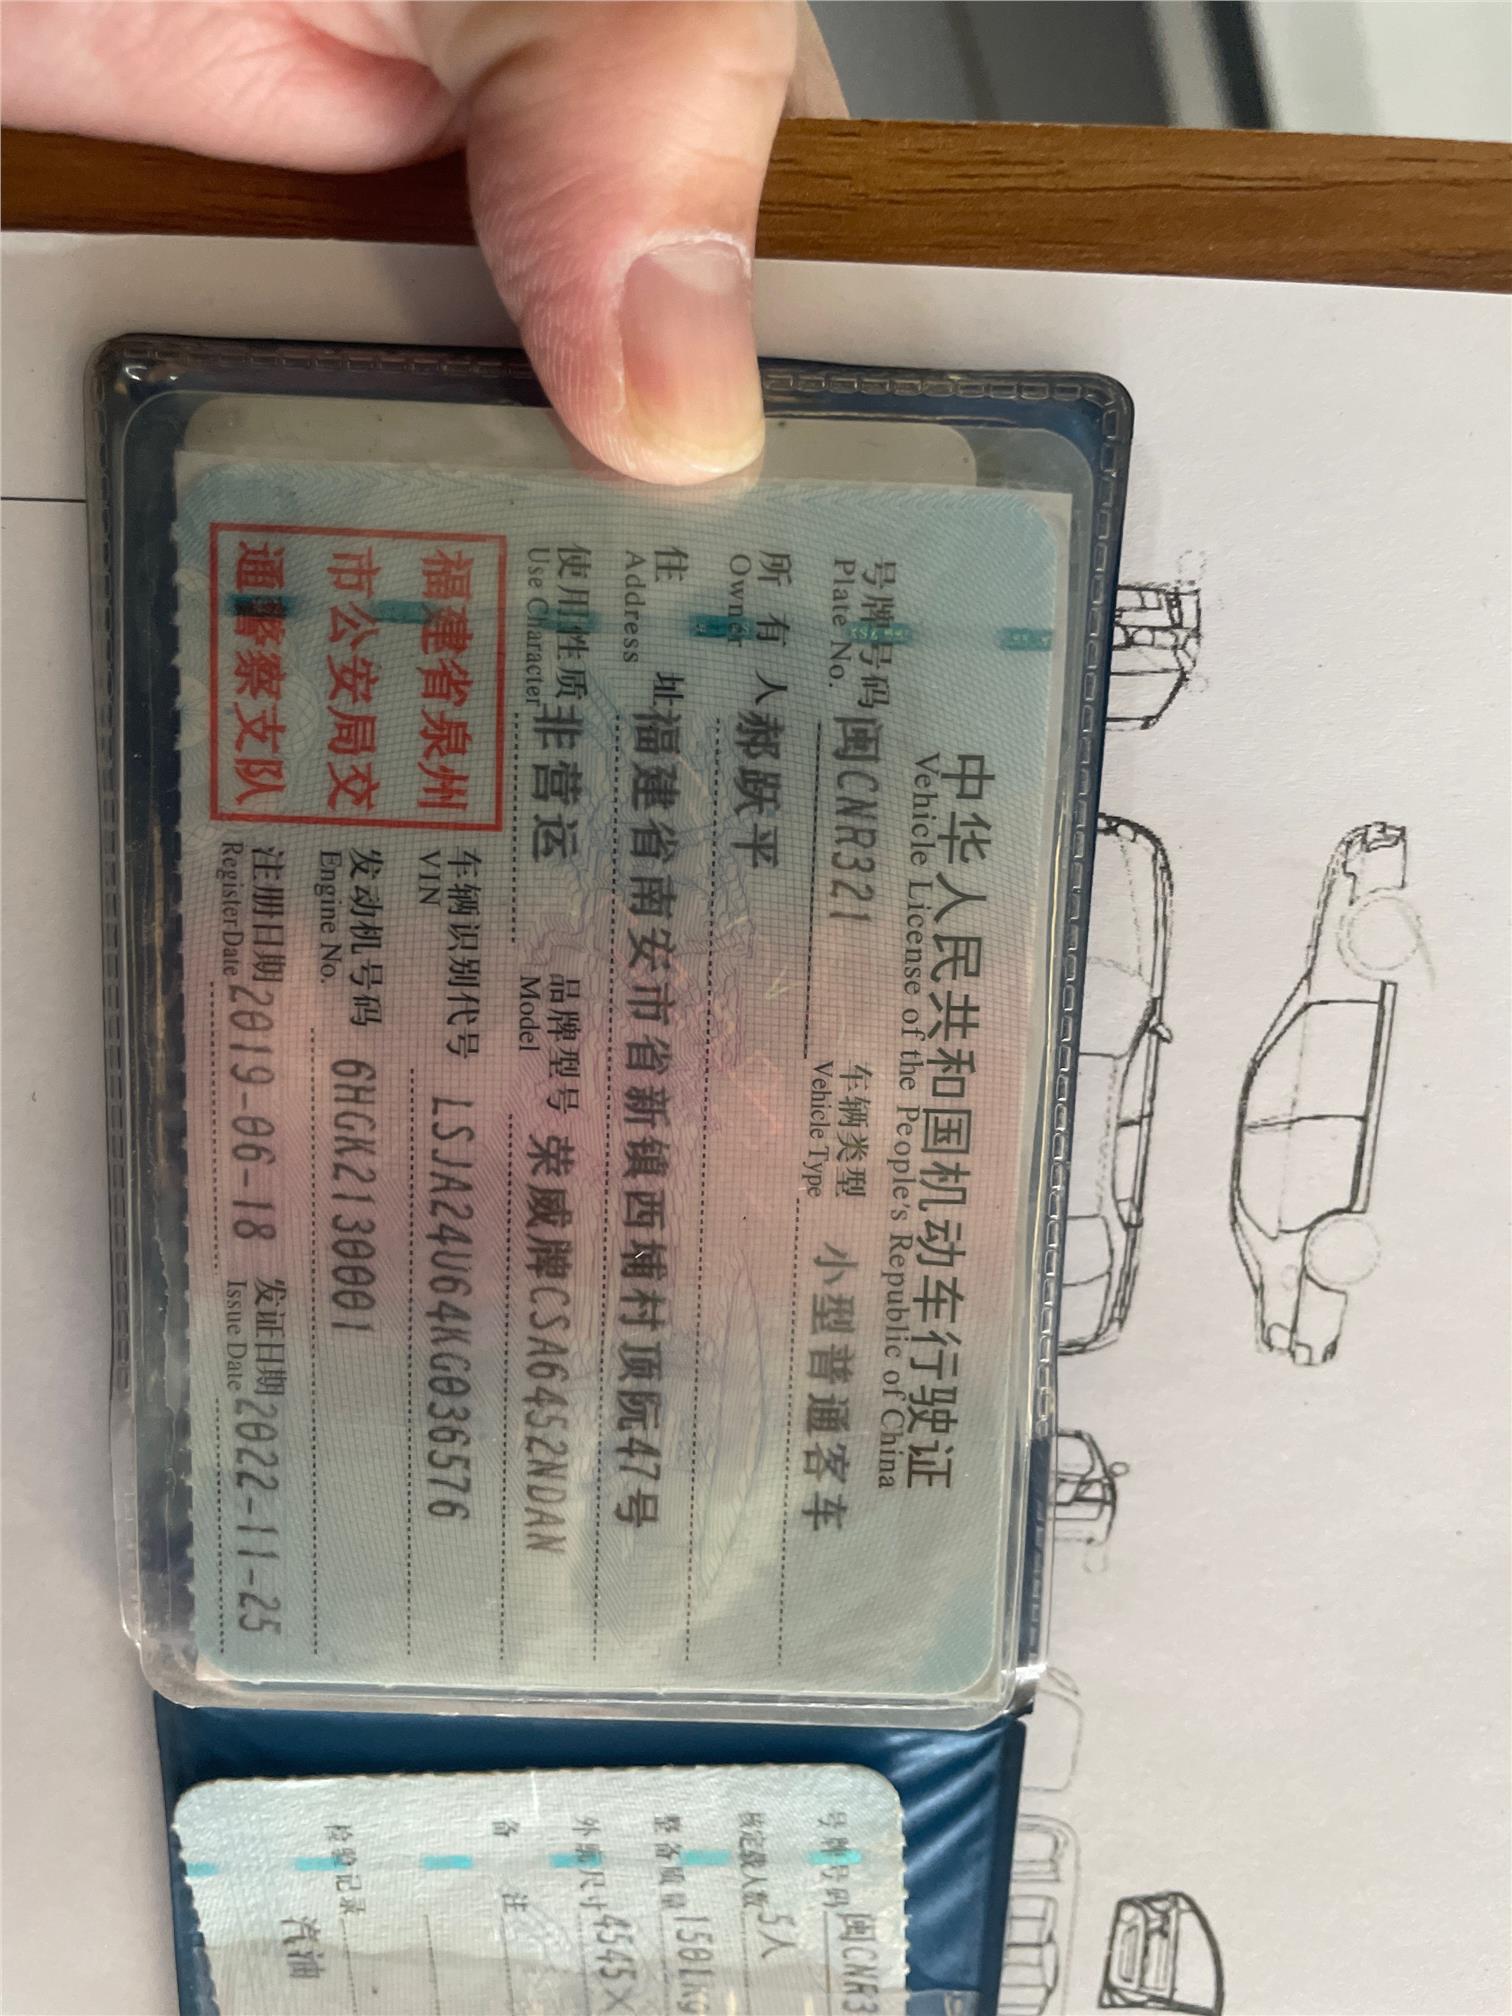 中华人民共和国机动车行驶证
Vehicle License of the People's Republic of China
号牌号码 闽CNR321 车辆类型 小型普通客车
Plate No. Vehicle Type
所有人 郝跃平
Owner
住址 福建省南安市省新镇西埔村顶阮47号
Address
使用性质 非营运 品牌型号 荣威牌CSA6452NDAN
Use Character Model
福建省泉州
市公安局交
通警察支队
车辆识别代号 LSJA24U64KG036576
VIN
发动机号码 6HGK2130001
Engine No.
注册日期 2019-06-18 发证日期 2022-11-25
Register Date Issue Date
号牌号码 闽CNR3
核定载人数 5人
整备质量 1501kg
外廓尺寸 4545×
备注
检验记录
汽油